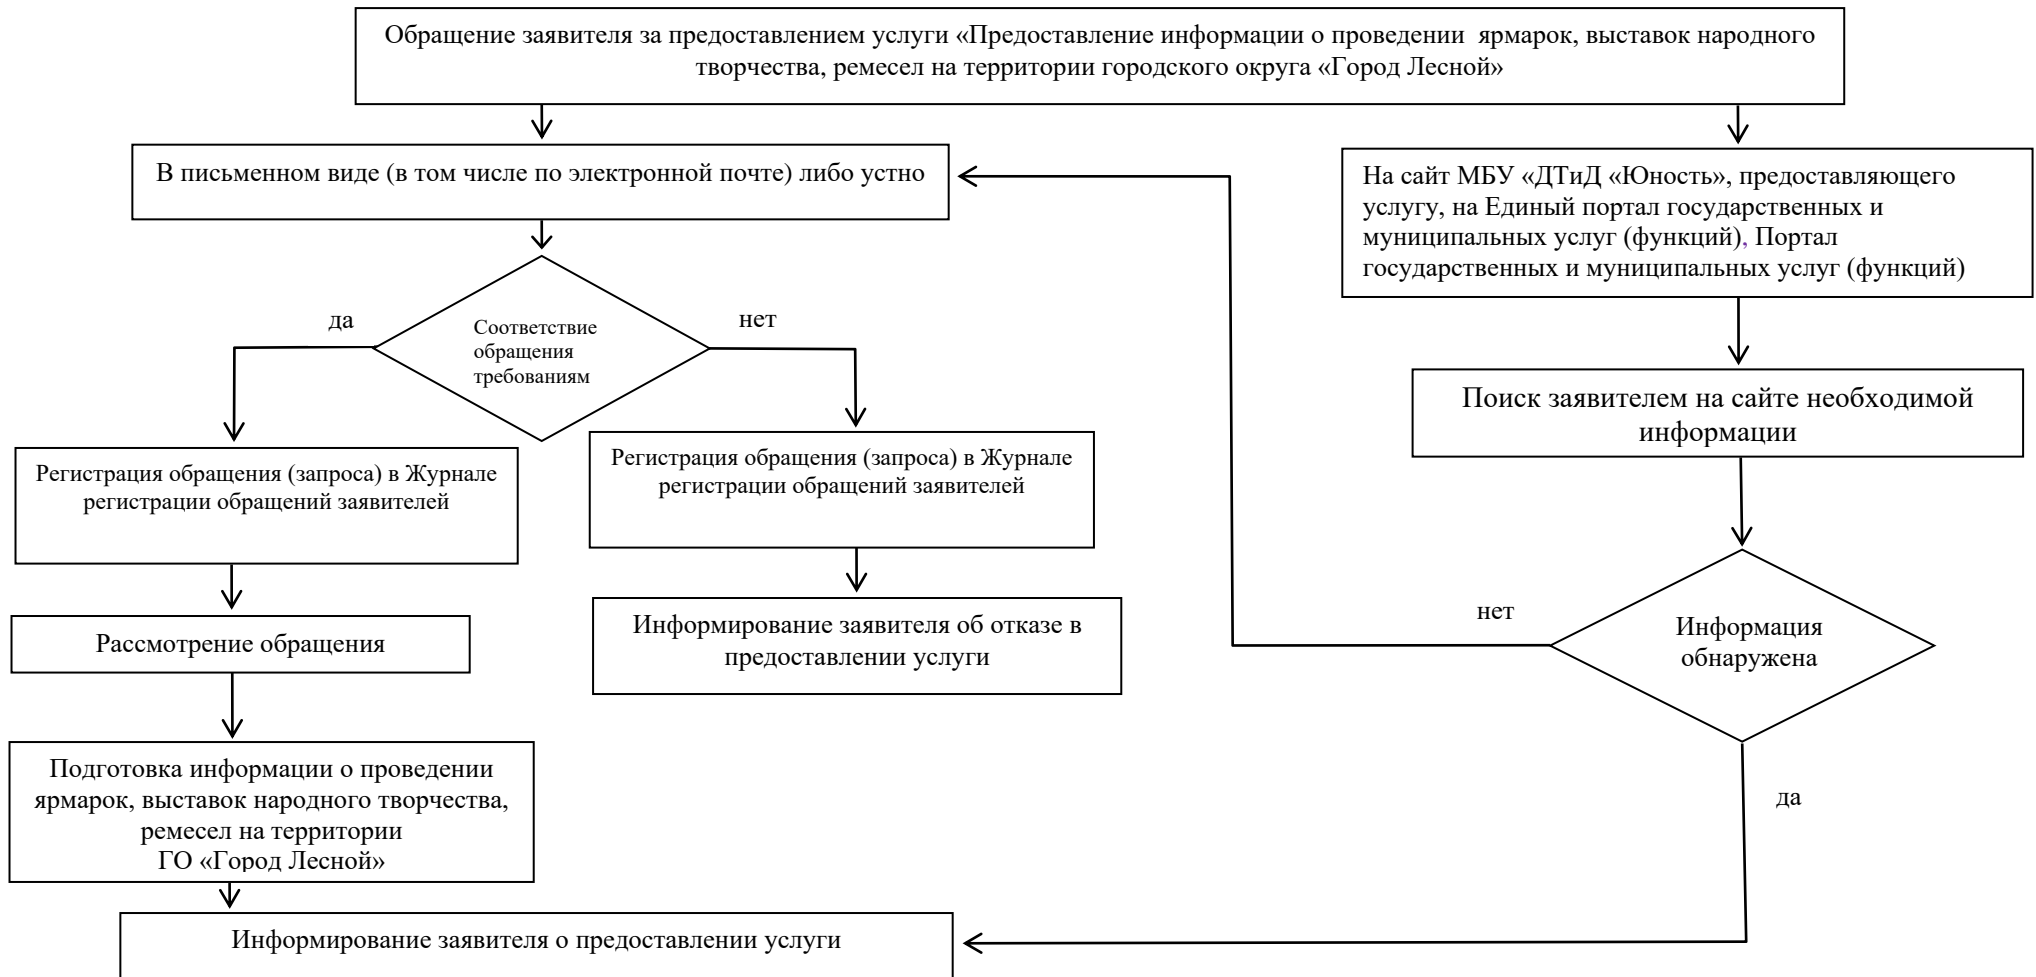 Обращение заявителя за предоставлением услуги «Предоставление информации о проведении ярмарок, выставок народного
творчества, ремесел на территории городского округа «Город Лесной»
В письменном виде (в том числе по электронной почте) либо устно
На сайт МБУ «ДТиД «Юность», предоставляющего
услугу, на Единый портал государственных и
муниципальных услуг (функций), Портал
государственных и муниципальных услуг (функций)
да
Соответствие
обращения
требованиям
нет
Поиск заявителем на сайте необходимой
информации
Регистрация обращения (запроса) в Журнале
регистрации обращений заявителей
Регистрация обращения (запроса) в Журнале
регистрации обращений заявителей
Рассмотрение обращения
Информирование заявителя об отказе в
предоставлении услуги
нет
Информация
обнаружена
Подготовка информации о проведении
ярмарок, выставок народного творчества,
ремесел на территории
ГО «Город Лесной»
да
Информирование заявителя о предоставлении услуги